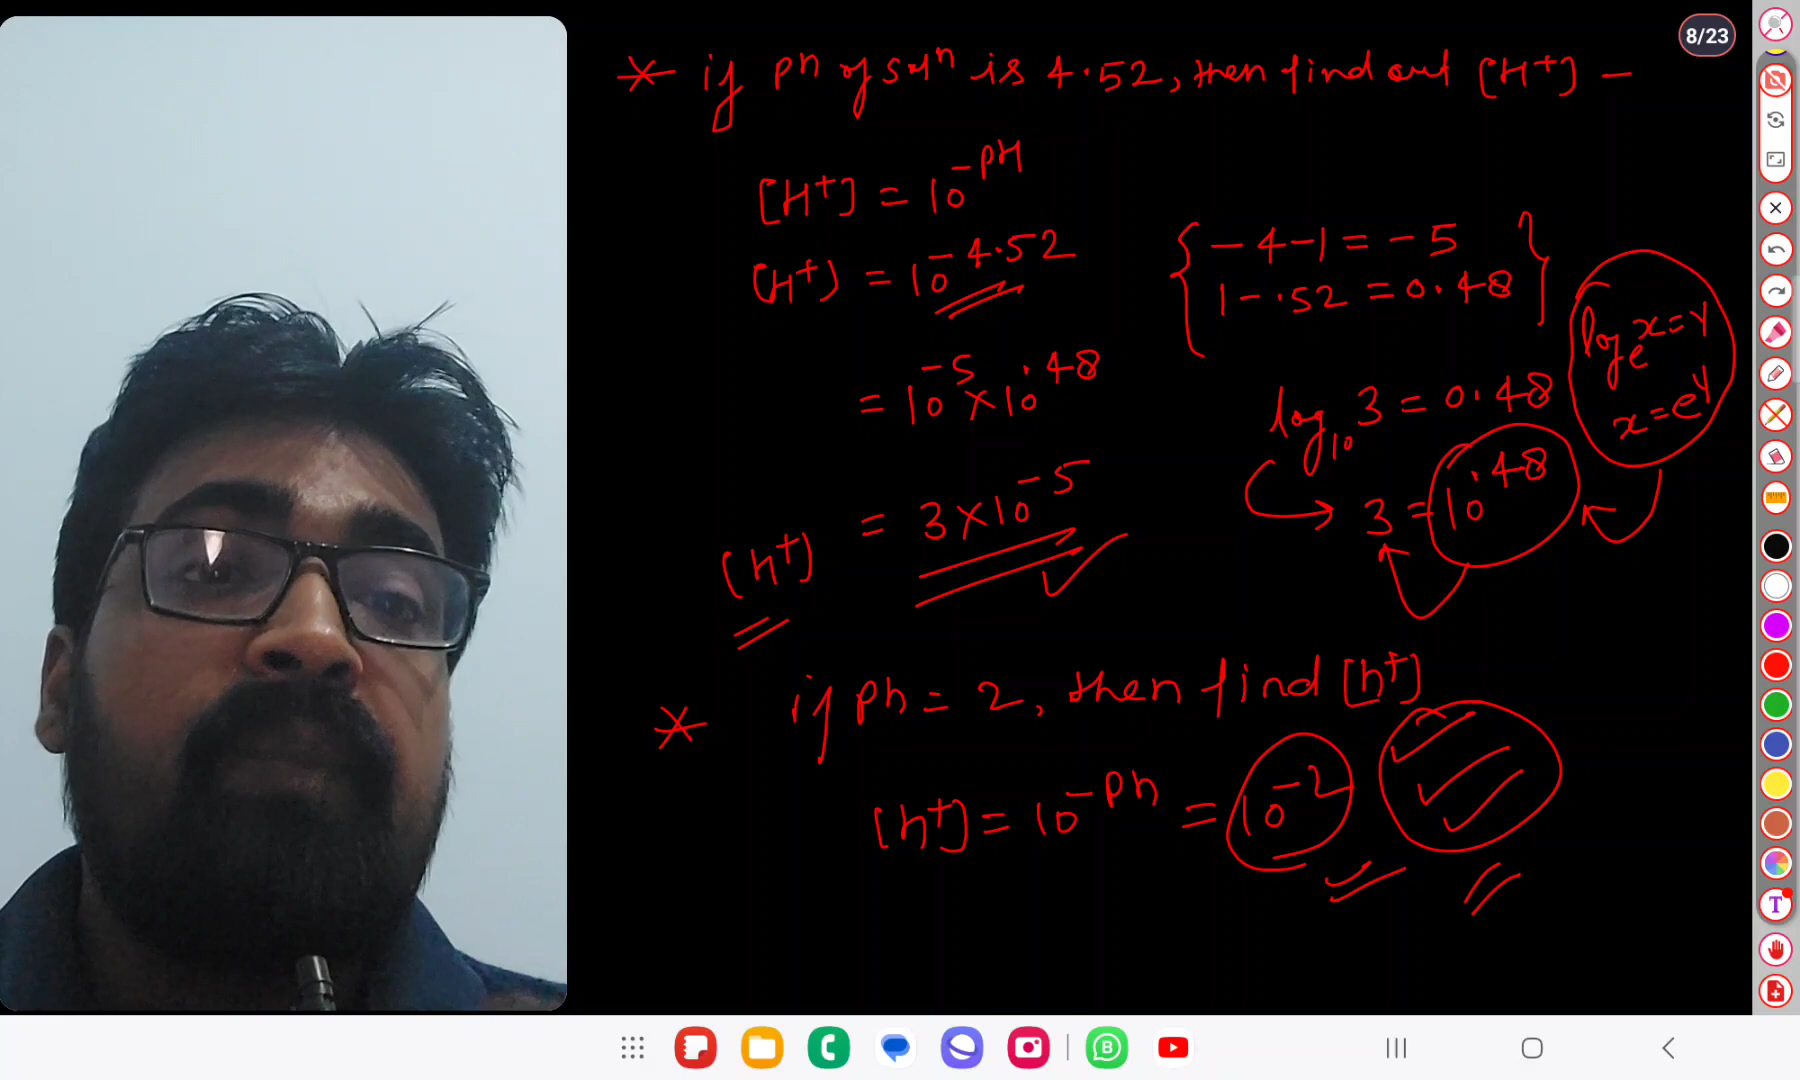 8/23
* if PH of solⁿ is 4.52, then find out [H⁺] -
[H⁺] = 10^-PH
[H⁺] = 10^-4.52
{ -4-1 = -5
1-.52 = 0.48 }
= 10^-5 × 10^.48
log₁₀ 3 = 0.48
logₑ x = y
x = e^y
3 = 10^.48
[H⁺] = 3×10^-5
* if PH = 2, then find [H⁺]
[H⁺] = 10^-PH = 10^-2
T
B